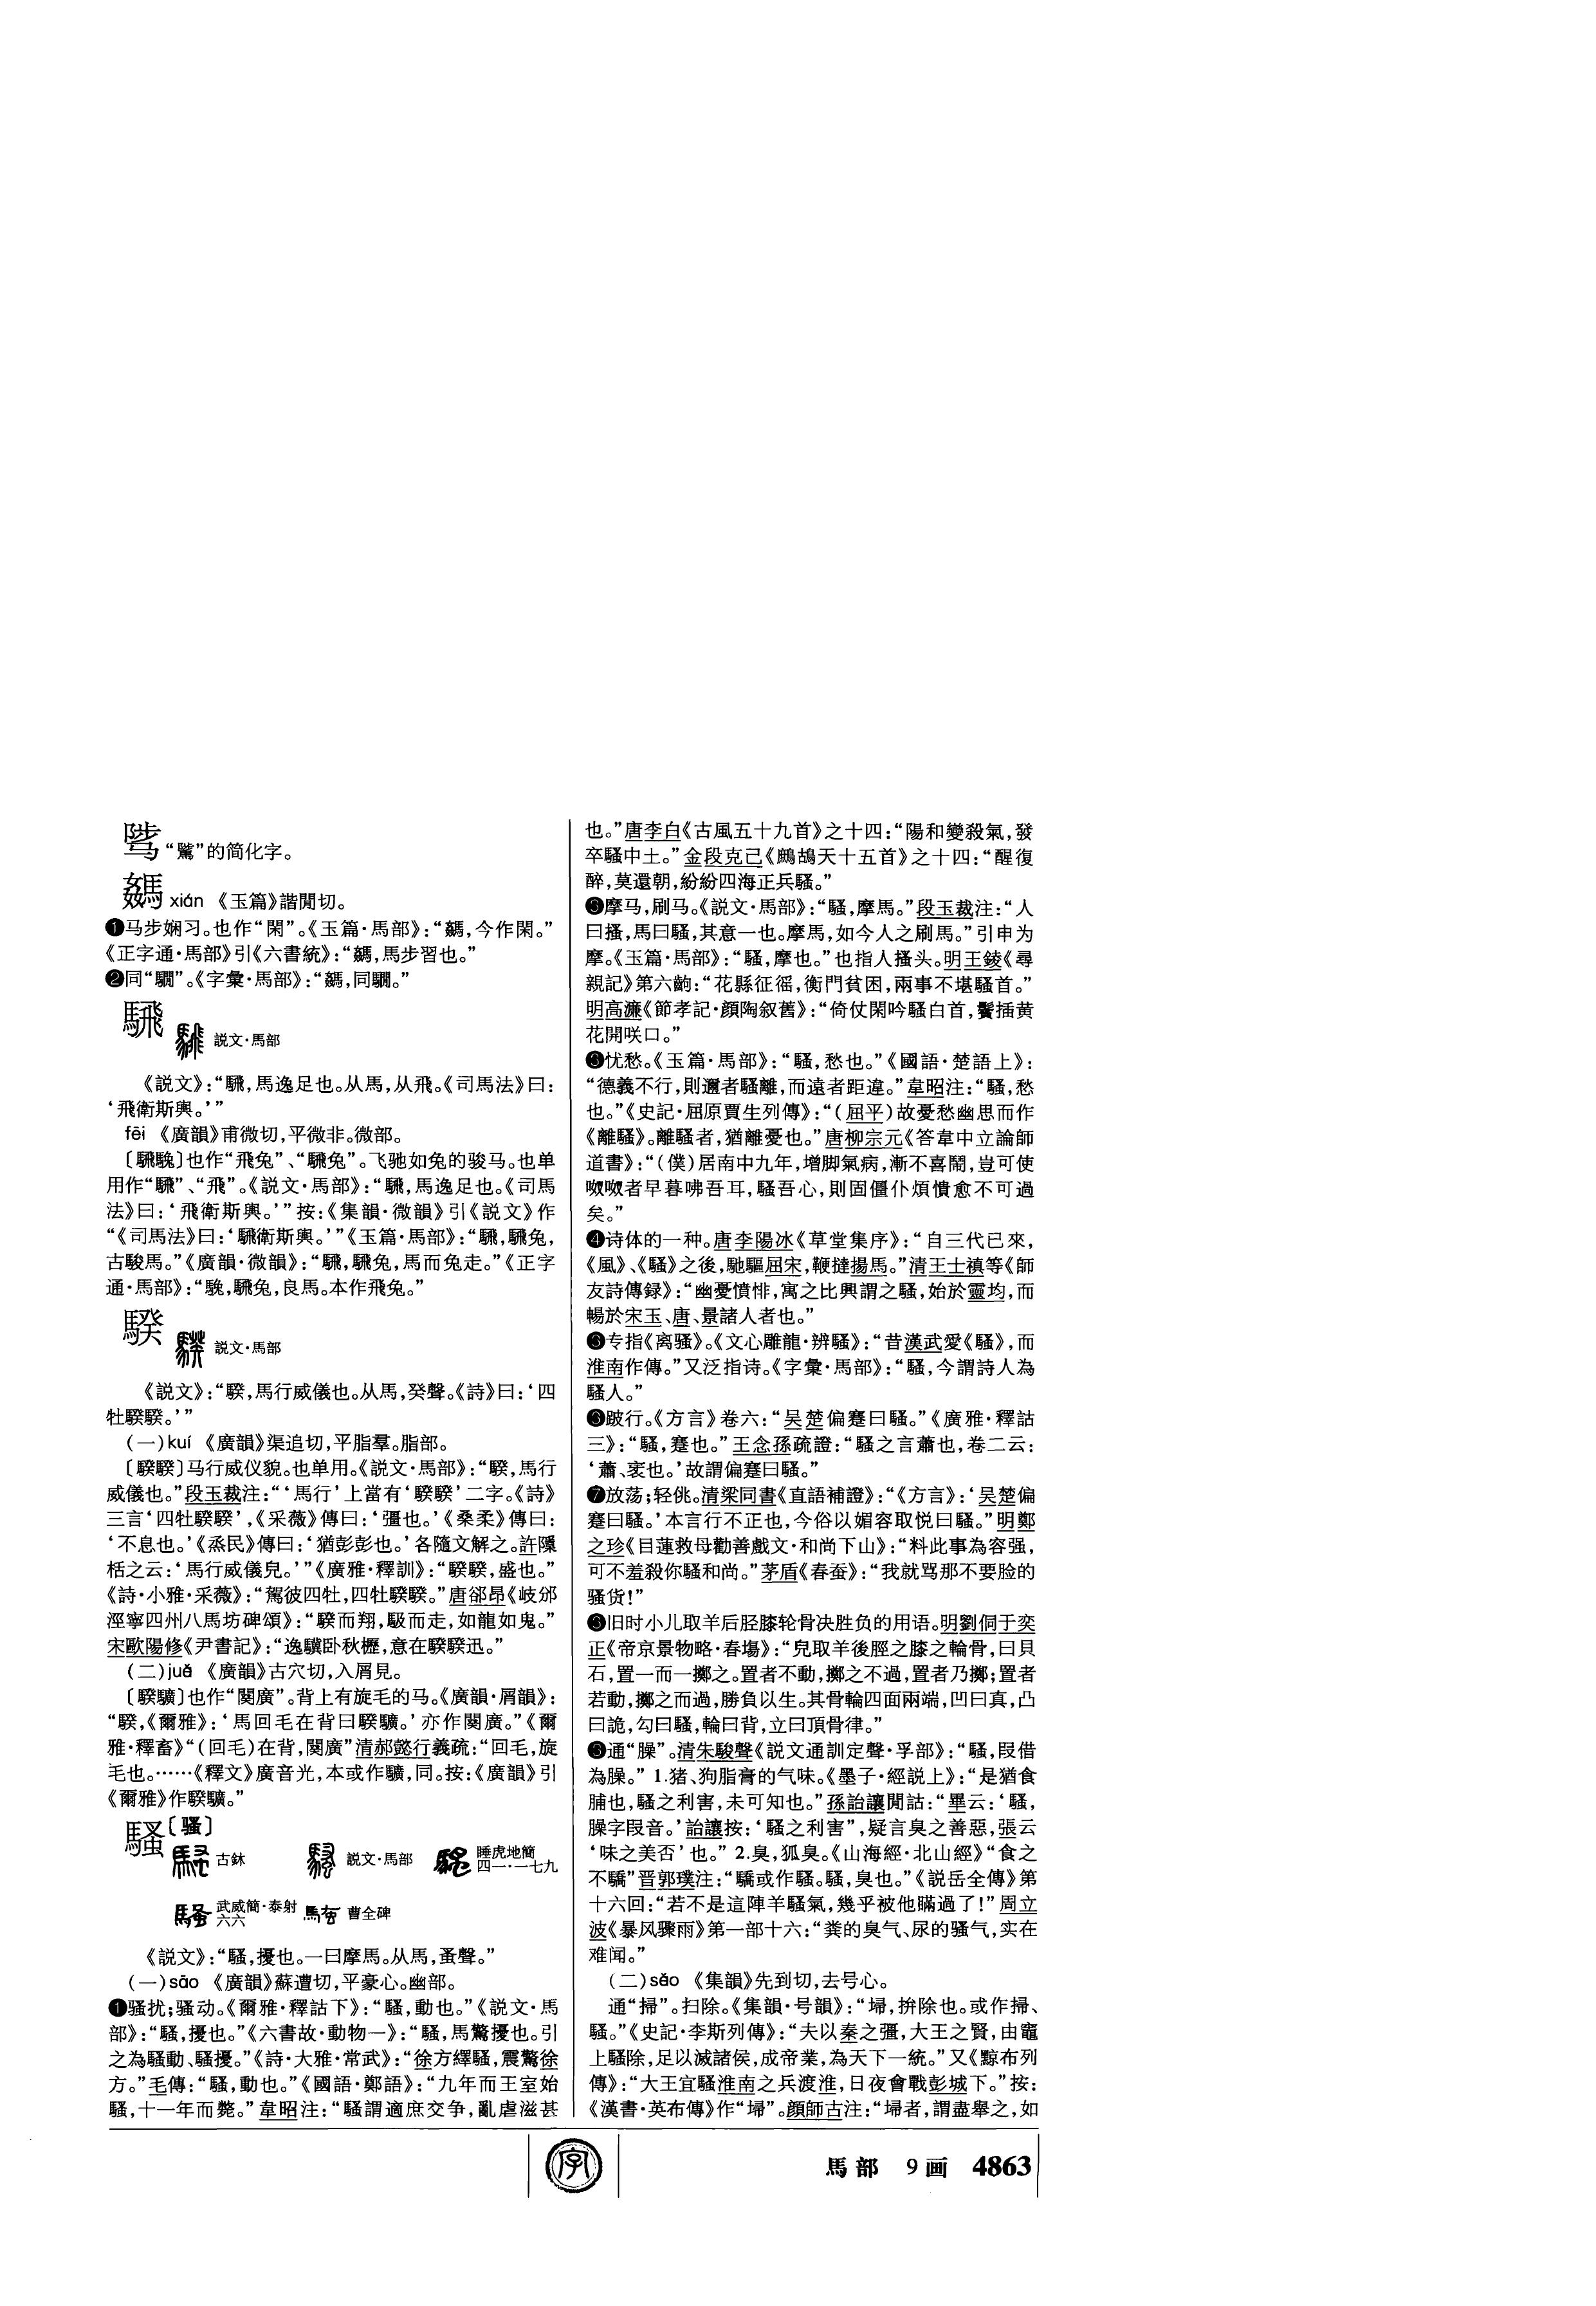 骘 “騭”的简化字。
䮄 xián 《玉篇》諧閒切。
❶马步娴习。也作“閑”。《玉篇·馬部》:“䮄,今作閑。”
《正字通·馬部》引《六書統》:“䮄,馬步習也。”
❷同“騆”。《字彙·馬部》:“䮄,同騆。”
騛 説文·馬部
《説文》:“騛,馬逸足也。从馬,从飛。《司馬法》曰:
‘飛衛斯輿。’”
fēi 《廣韻》甫微切,平微非。微部。
〔騛䮘〕也作“飛兔”、“騛兔”。飞驰如兔的骏马。也单
用作“騛”、“飛”。《説文·馬部》:“騛,馬逸足也。《司馬
法》曰:‘飛衛斯輿。’”按:《集韻·微韻》引《説文》作
“《司馬法》曰:‘騛衛斯輿。’”《玉篇·馬部》:“騛,騛兔,
古駿馬。”《廣韻·微韻》:“騛,騛兔,馬而兔走。”《正字
通·馬部》:“䮘,騛兔,良馬。本作飛兔。”
騤 説文·馬部
《説文》:“騤,馬行威儀也。从馬,癸聲。《詩》曰:‘四
牡騤騤。’”
(一)kuí 《廣韻》渠追切,平脂羣。脂部。
〔騤騤〕马行威仪貌。也单用。《説文·馬部》:“騤,馬行
威儀也。”段玉裁注:“‘馬行’上當有‘騤騤’二字。《詩》
三言‘四牡騤騤’,《采薇》傳曰:‘彊也。’《桑柔》傳曰:
‘不息也。’《烝民》傳曰:‘猶彭彭也。’各隨文解之。許隱
栝之云:‘馬行威儀皃。’”《廣雅·釋訓》:“騤騤,盛也。”
《詩·小雅·采薇》:“駕彼四牡,四牡騤騤。”唐郤昂《岐邠
涇寧四州八馬坊碑頌》:“騤而翔,駊而走,如龍如鬼。”
宋歐陽修《尹書記》:“逸驥卧秋櫪,意在騤騤迅。”
(二)juě 《廣韻》古穴切,入屑見。
〔騤驨〕也作“闋廣”。背上有旋毛的马。《廣韻·屑韻》:
“騤,《爾雅》:‘馬回毛在背曰騤驥。’亦作闋廣。”《爾
雅·釋畜》“(回毛)在背,闋廣”清郝懿行義疏:“回毛,旋
毛也。……《釋文》廣音光,本或作驥,同。按:《廣韻》引
《爾雅》作騤驥。”
騷〔骚〕
古鉨 説文·馬部 睡虎地簡四一·一七九
武威簡·泰射六六 曹全碑
《説文》:“騷,擾也。一曰摩馬。从馬,蚤聲。”
(一)sāo 《廣韻》蘇遭切,平豪心。幽部。
❶骚扰;骚动。《爾雅·釋詁下》:“騷,動也。”《説文·馬
部》:“騷,擾也。”《六書故·動物一》:“騷,馬驚擾也。引
之為騷動、騷擾。”《詩·大雅·常武》:“徐方繹騷,震驚徐
方。”毛傳:“騷,動也。”《國語·鄭語》:“九年而王室始
騷,十一年而斃。”韋昭注:“騷謂適庶交争,亂虐滋甚
也。”唐李白《古風五十九首》之十四:“陽和變殺氣,發
卒騷中土。”金段克己《鷓鴣天十五首》之十四:“醒復
醉,莫還朝,紛紛四海正兵騷。”
❸摩马,刷马。《説文·馬部》:“騷,摩馬。”段玉裁注:“人
曰搔,馬曰騷,其意一也。摩馬,如今人之刷馬。”引申为
摩。《玉篇·馬部》:“騷,摩也。”也指人搔头。明王錂《尋
親記》第六齣:“花縣征徭,衡門貧困,兩事不堪騷首。”
明高濂《節孝記·顔陶叙舊》:“倚仗閑吟騷白首,鬢插黄
花開咲口。”
❸忧愁。《玉篇·馬部》:“騷,愁也。”《國語·楚語上》:
“德義不行,則邇者騷離,而遠者距違。”韋昭注:“騷,愁
也。”《史記·屈原賈生列傳》:“(屈平)故憂愁幽思而作
《離騷》。離騷者,猶離憂也。”唐柳宗元《答韋中立論師
道書》:“(僕)居南中九年,增脚氣病,漸不喜鬧,豈可使
呶呶者早暮咈吾耳,騷吾心,則固僵仆煩憒愈不可過
矣。”
❹诗体的一种。唐李陽冰《草堂集序》:“自三代已來,
《風》、《騷》之後,馳驅屈宋,鞭撻揚馬。”清王士禛等《師
友詩傳録》:“幽憂憤悱,寓之比興謂之騷,始於靈均,而
暢於宋玉、唐、景諸人者也。”
❸专指《离骚》。《文心雕龍·辨騷》:“昔漢武愛《騷》,而
淮南作傳。”又泛指诗。《字彙·馬部》:“騷,今謂詩人為
騷人。”
❸跛行。《方言》卷六:“吴楚偏蹇曰騷。”《廣雅·釋詁
三》:“騷,蹇也。”王念孫疏證:“騷之言蕭也,卷二云:
‘蕭、衺也。’故謂偏蹇曰騷。”
❼放荡;轻佻。清梁同書《直語補證》:“《方言》:‘吴楚偏
蹇曰騷。’本言行不正也,今俗以媚容取悦曰騷。”明鄭
之珍《目蓮救母勸善戲文·和尚下山》:“料此事為容强,
可不羞殺你騷和尚。”茅盾《春蚕》:“我就骂那不要脸的
骚货!”
❸旧时小儿取羊后胫膝轮骨决胜负的用语。明劉侗于奕
正《帝京景物略·春場》:“兒取羊後脛之膝之輪骨,曰貝
石,置一而一擲之。置者不動,擲之不過,置者乃擲;置者
若動,擲之而過,勝負以生。其骨輪四面兩端,凹曰真,凸
曰詭,勾曰騷,輪曰背,立曰頂骨律。”
❸通“臊”。清朱駿聲《説文通訓定聲·孚部》:“騷,叚借
為臊。” 1.猪、狗脂膏的气味。《墨子·經説上》:“是猶食
脯也,騷之利害,未可知也。”孫詒讓閒詁:“畢云:‘騷,
臊字叚音。’詒讓按:‘騷之利害”,疑言臭之善惡,張云
‘味之美否’也。” 2.臭,狐臭。《山海經·北山經》“食之
不驕”晋郭璞注:“驕或作騷。騷,臭也。”《説岳全傳》第
十六回:“若不是這陣羊騷氣,幾乎被他瞞過了!”周立
波《暴风骤雨》第一部十六:“粪的臭气、尿的骚气,实在
难闻。”
(二)sǎo 《集韻》先到切,去号心。
通“掃”。扫除。《集韻·号韻》:“埽,拚除也。或作掃、
騷。”《史記·李斯列傳》:“夫以秦之彊,大王之賢,由竈
上騷除,足以滅諸侯,成帝業,為天下一統。”又《黥布列
傳》:“大王宜騷淮南之兵渡淮,日夜會戰彭城下。”按:
《漢書·英布傳》作“埽”。顔師古注:“埽者,謂盡舉之,如
字
馬部 9画 4863